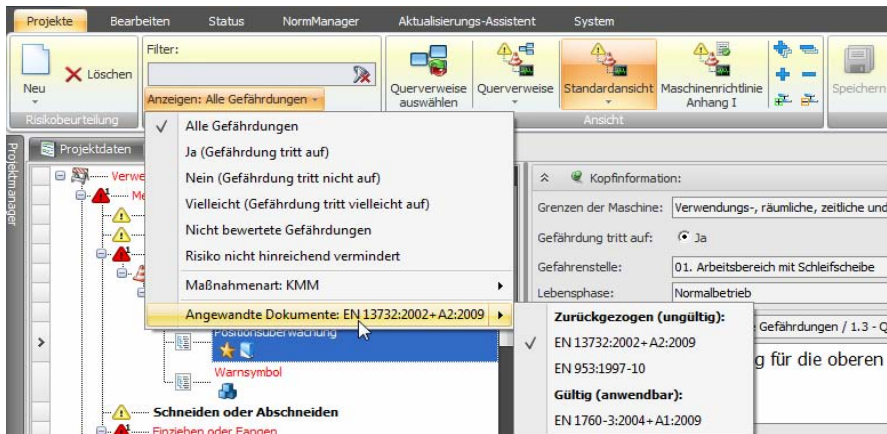 Projekte Bearbeiten Status NormManager Aktualisierungs-Assistent System
Filter:
Neu
Löschen
Anzeigen: Alle Gefährdungen
Risikobeurteilung
Querverweise auswählen
Querverweise
Standardansicht
Maschinenrichtlinie Anhang I
Speichern
Ansicht
Projektmanager
Projektdaten
Alle Gefährdungen
Ja (Gefährdung tritt auf)
Nein (Gefährdung tritt nicht auf)
Vielleicht (Gefährdung tritt vielleicht auf)
Nicht bewertete Gefährdungen
Risiko nicht hinreichend vermindert
Maßnahmenart: KMM
Angewandte Dokumente: EN 13732:2002+A2:2009
Zurückgezogen (ungültig):
EN 13732:2002+A2:2009
EN 953:1997-10
Gültig (anwendbar):
EN 1760-3:2004+A1:2009
Verwe
Me
Positionsüberwachung
Warnsymbol
Schneiden oder Abschneiden
Einziehen oder Fangen
Kopfinformation:
Grenzen der Maschine: Verwendungs-, räumliche, zeitliche und
Gefährdung tritt auf: Ja
Gefahrenstelle: 01. Arbeitsbereich mit Schleifscheibe
Lebensphase: Normalbetrieb
Gefährdungen / 1.3 - Q
g für die oberen